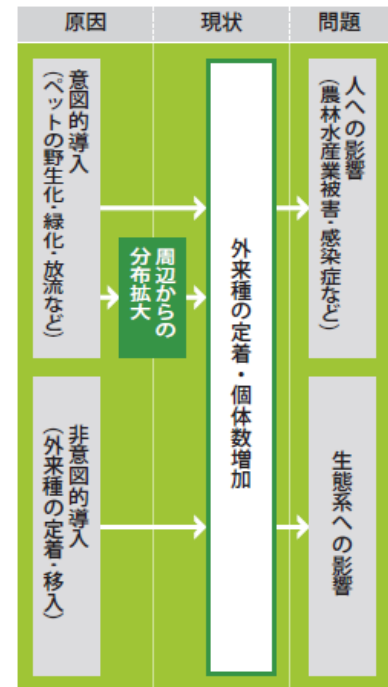 原因
現状
問題
意図的導入
(ペットの野生化・緑化・放流など)
周辺からの
分布拡大
非意図的導入
(外来種の定着・移入)
外来種の定着・個体数増加
人への影響
(農林水産業被害・感染症など)
生態系への影響